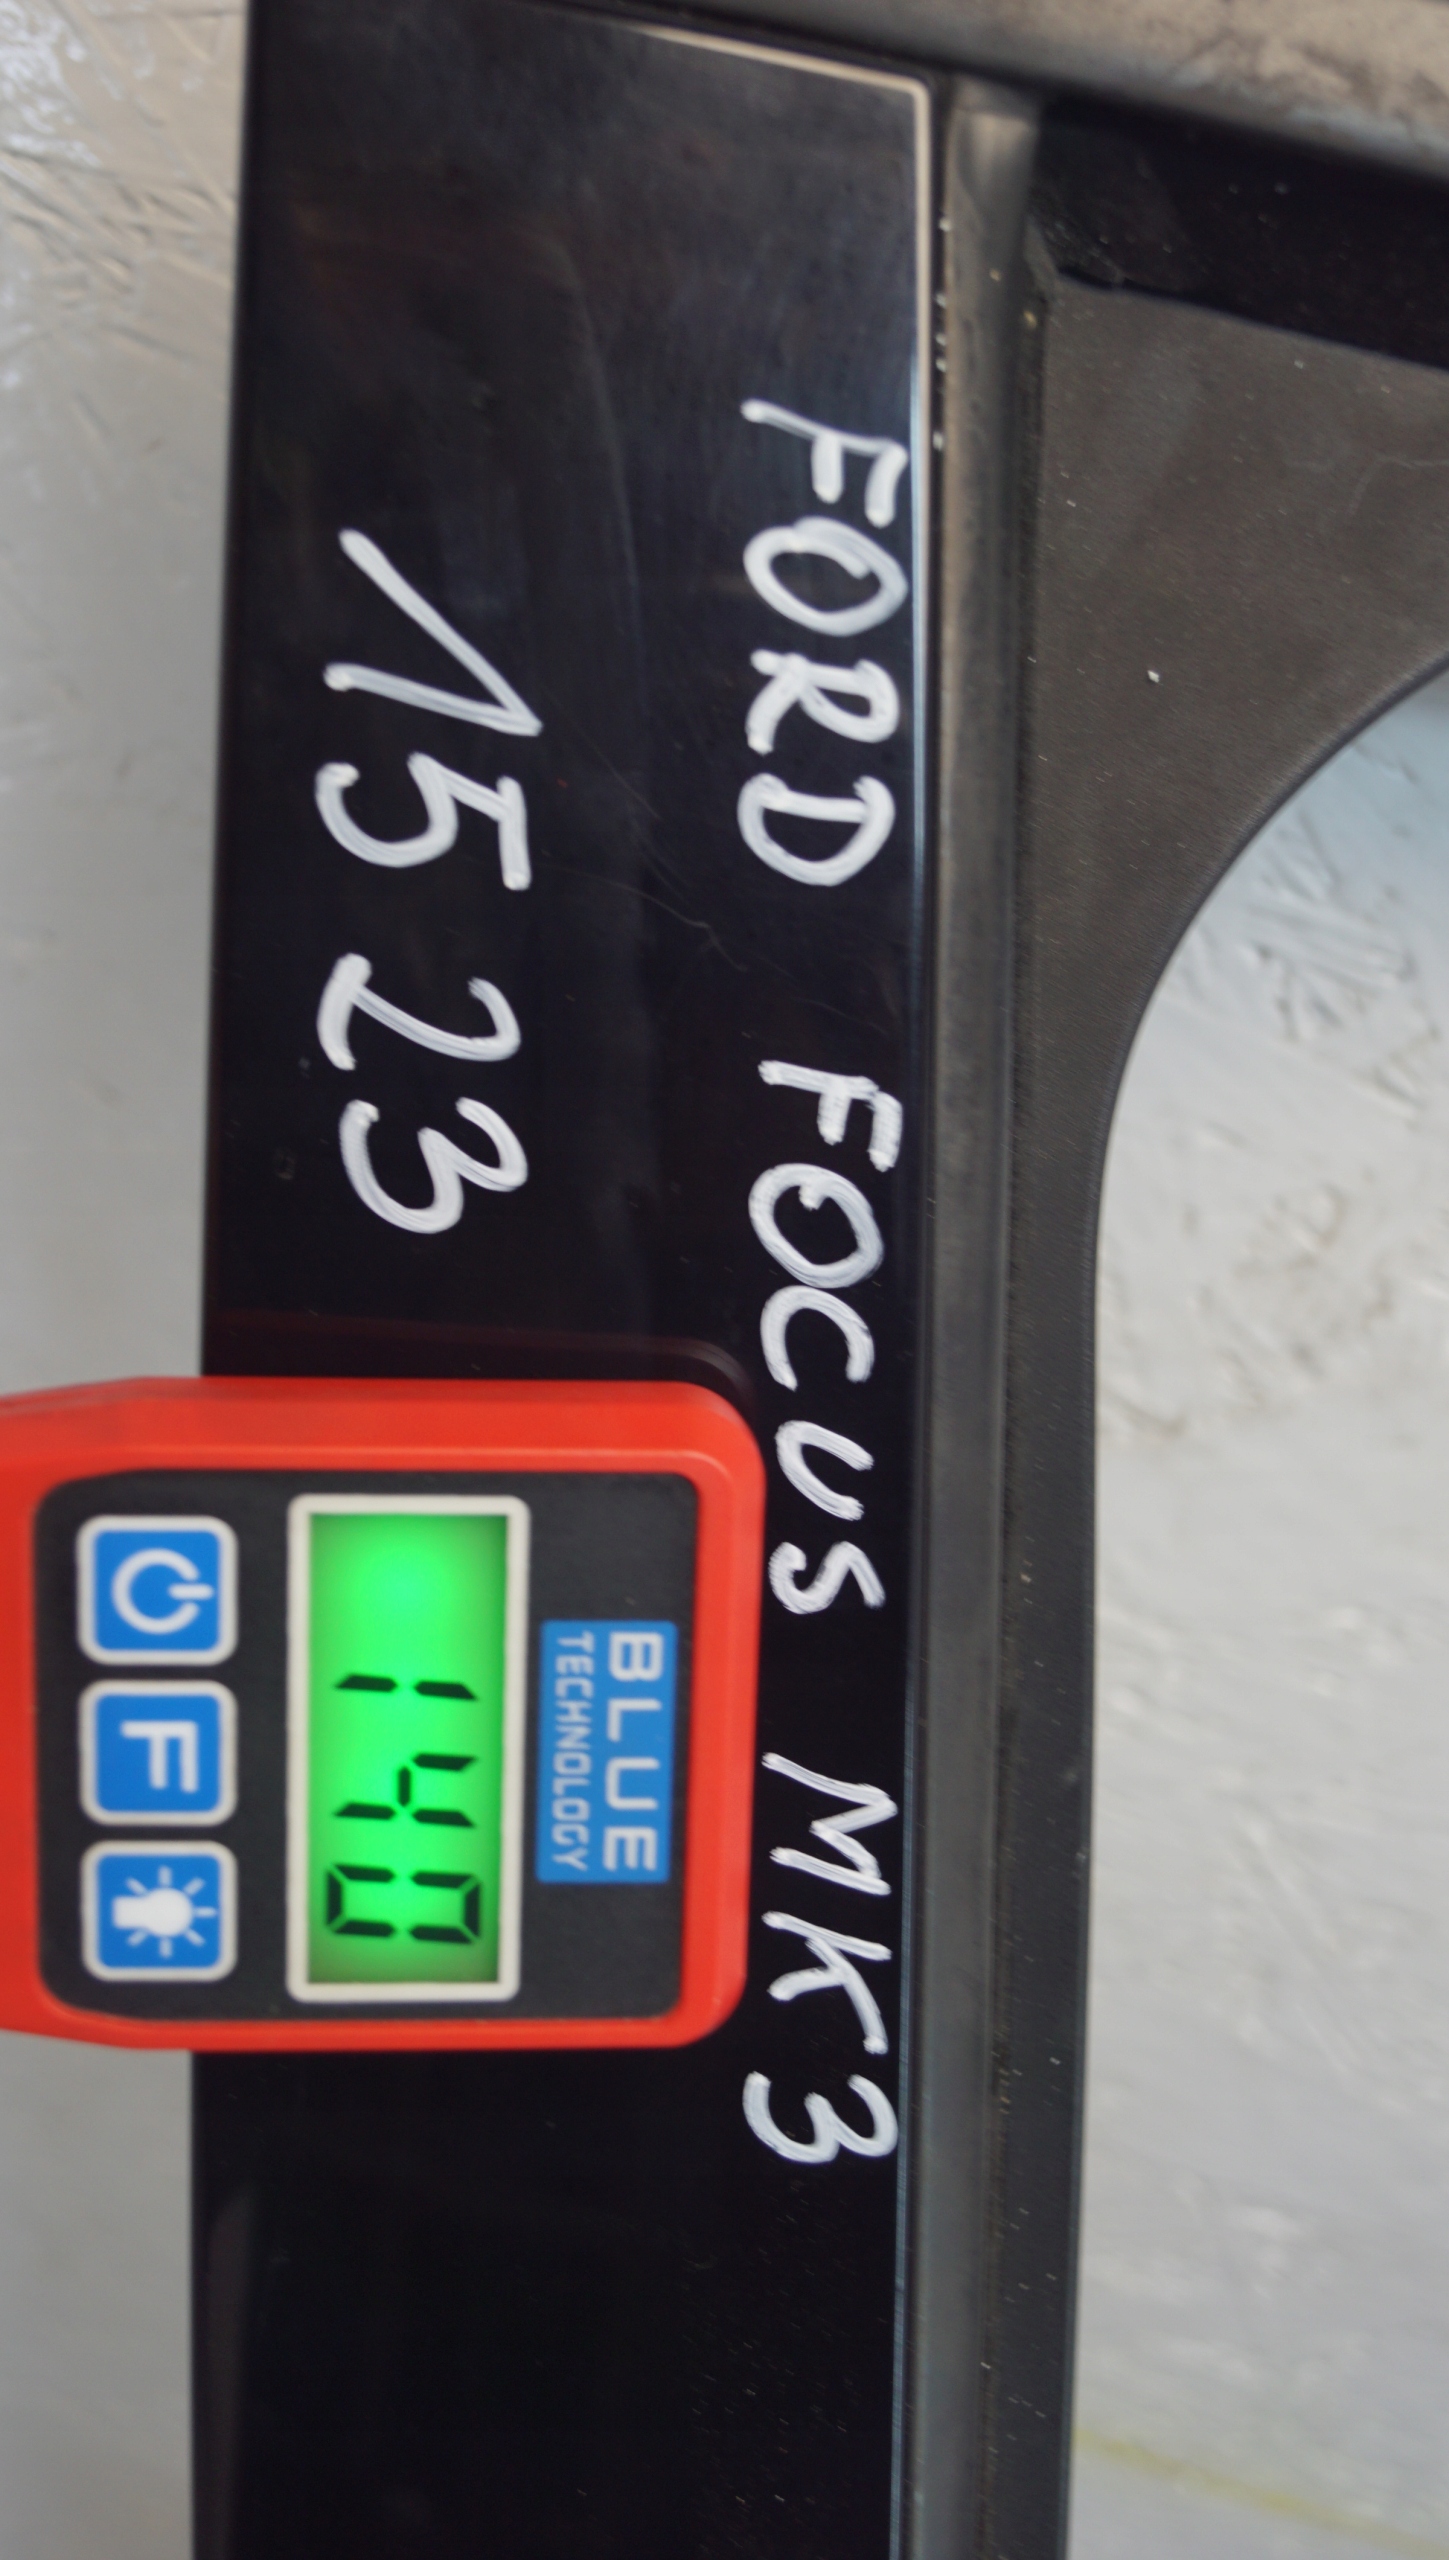 FORD FOCUS MK3
15 23
BLUE
TECHNOLOGY
140
F